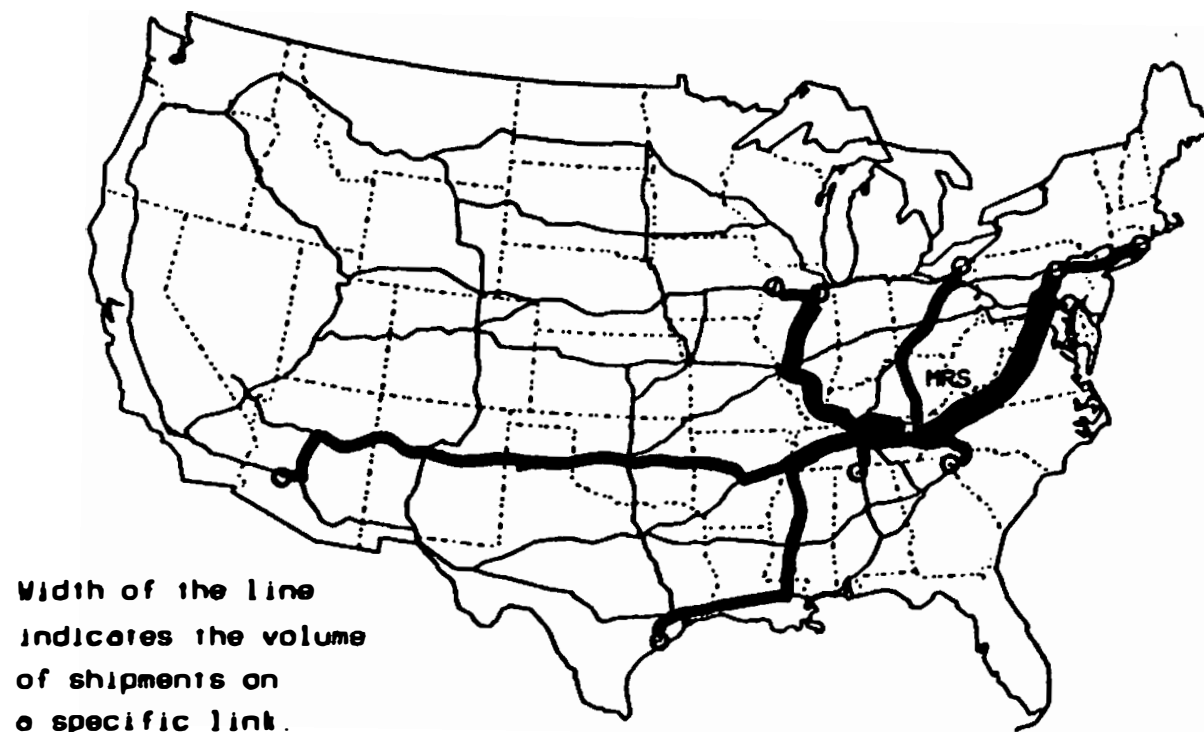 MRS
Width of the line
indicates the volume
of shipments on
a specific link.